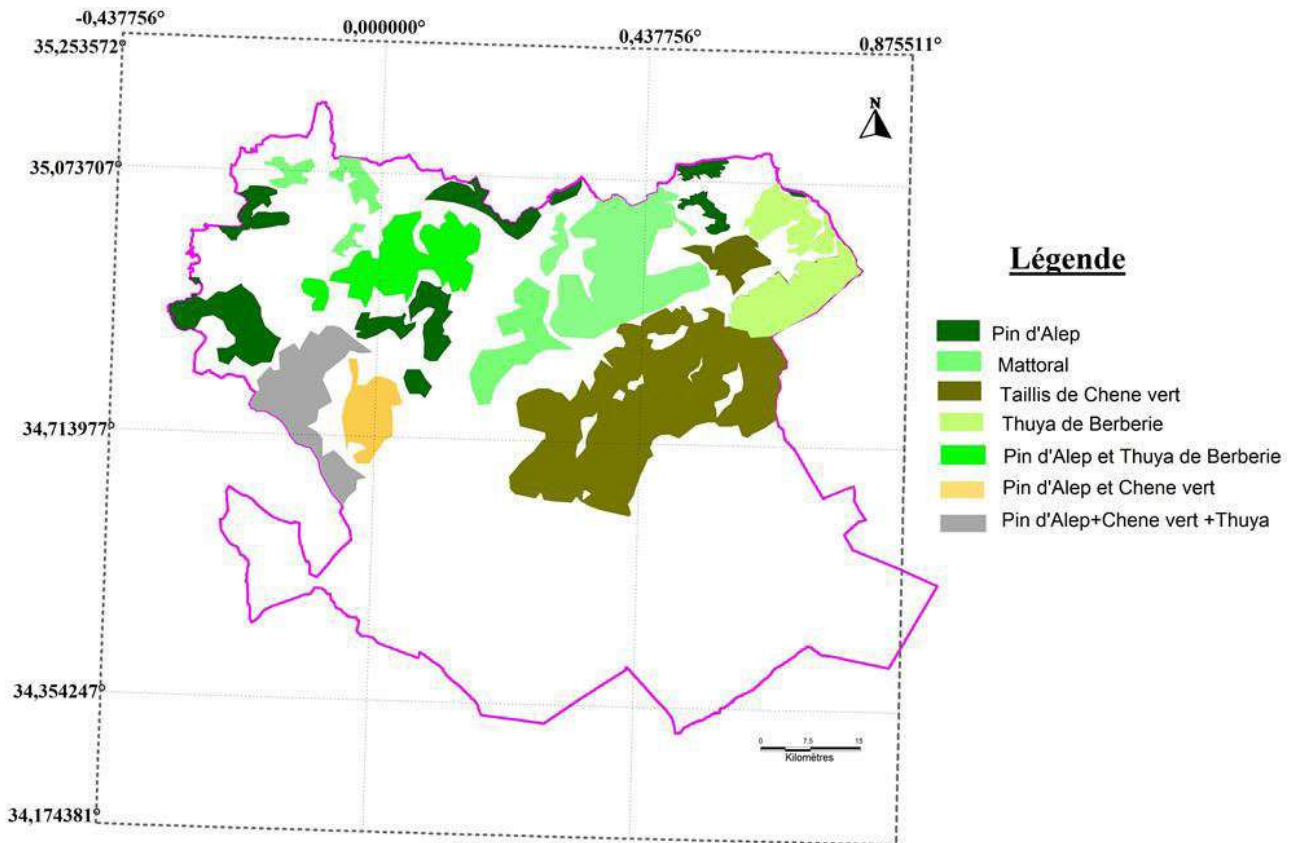 -0,437756°
0,000000°
0,437756°
0,875511°
35,253572°
N
35,073707°
34,713977°
34,354247°
34,174381°
Légende
Pin d'Alep
Mattoral
Taillis de Chene vert
Thuya de Berberie
Pin d'Alep et Thuya de Berberie
Pin d'Alep et Chene vert
Pin d'Alep+Chene vert +Thuya
0 7,5 15
Kilomètres